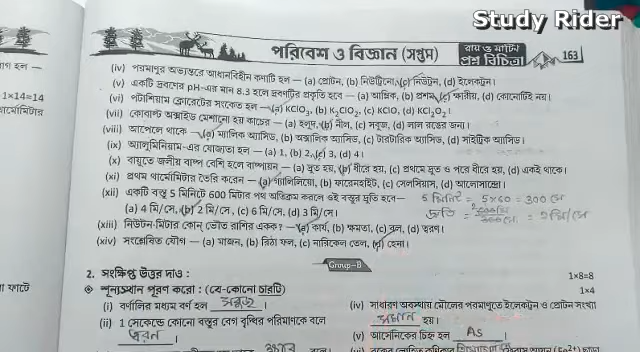 Study Rider
পরিবেশ ও বিজ্ঞান (সপ্তম)
রায় ও মার্টিন
প্রশ্ন বিচিত্রা
163
(iv) পরমাণুর অভ্যন্তরে আধানবিহীন কণাটি হল — (a) প্রোটন, (b) নিউট্রিনো, (c) নিউট্রন, (d) ইলেকট্রন।
(v) একটি দ্রবণের pH-এর মান 8.3 হলে দ্রবণটির প্রকৃতি হবে — (a) আম্লিক, (b) প্রশম, (c) ক্ষারীয়, (d) কোনোটিই নয়।
(vi) পটাশিয়াম ক্লোরেটের সংকেত হল — (a) KClO₃, (b) K₂ClO₂, (c) KClO, (d) KCl₂O₂।
(vii) কোবাল্ট অক্সাইড মেশানো হয় কাচের — (a) হলুদ, (b) নীল, (c) সবুজ, (d) লাল রঙের জন্য।
(viii) আপেলে থাকে — (a) ম্যালিক অ্যাসিড, (b) অক্সালিক অ্যাসিড, (c) টারটারিক অ্যাসিড, (d) সাইট্রিক অ্যাসিড।
(ix) অ্যালুমিনিয়াম-এর যোজ্যতা হল — (a) 1, (b) 2, (c) 3, (d) 4।
(x) বায়ুতে জলীয় বাষ্প বেশি হলে বাষ্পায়ন — (a) দ্রুত হয়, (b) ধীরে হয়, (c) প্রথমে দ্রুত ও পরে ধীরে হয়, (d) একই থাকে।
(xi) প্রথম থার্মোমিটার তৈরি করেন — (a) গ্যালিলিয়ো, (b) ফারেনহাইট, (c) সেলসিয়াস, (d) আলেসান্দ্রো।
(xii) একটি বস্তু 5 মিনিটে 600 মিটার পথ অতিক্রম করলে ওই বস্তুর দ্রুতি হবে—
5 মিনিট = 5×60 = 300 সে
(a) 4 মি/সে, (b) 2 মি/সে, (c) 6 মি/সে, (d) 3 মি/সে।
দ্রুতি = = 2মি/সে
(xiii) নিউটন-মিটার কোন্ ভৌত রাশির একক? — (a) কার্য, (b) ক্ষমতা, (c) বল, (d) ত্বরণ।
(xiv) সংশ্লেষিত যৌগ — (a) মাজন, (b) রিঠা ফল, (c) নারিকেল তেল, (d) হেনা।
Group-B
2. সংক্ষিপ্ত উত্তর দাও :
1×8=8
শূন্যস্থান পূরণ করো : (যে-কোনো চারটি)
1×4
(i) বর্ণালির মধ্যম বর্ণ হল সবুজ।
(ii) 1 সেকেন্ডে কোনো বস্তুর বেগ বৃদ্ধির পরিমাণকে বলে
ত্বরণ।
(iv) সাধারণ অবস্থায় মৌলের পরমাণুতে ইলেকট্রন ও প্রোটন সংখ্যা
সমান হয়।
(v) আর্সেনিকের চিহ্ন হল As।
1×14=14